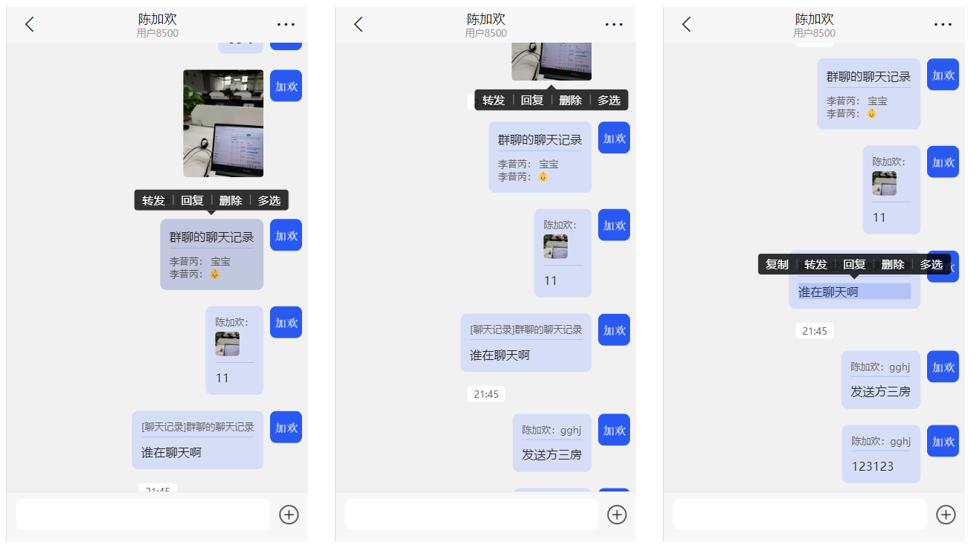 陈加欢
用户8500
加欢
转发 回复 删除 多选
群聊的聊天记录
李普芮： 宝宝
李普芮： 👶
加欢
陈加欢：
11
加欢
[聊天记录]群聊的聊天记录
谁在聊天啊
加欢
21:45
陈加欢
用户8500
转发 回复 删除 多选
群聊的聊天记录
李普芮： 宝宝
李普芮： 👶
加欢
陈加欢：
11
加欢
[聊天记录]群聊的聊天记录
谁在聊天啊
加欢
21:45
陈加欢：gghj
发送方三房
加欢
陈加欢
用户8500
群聊的聊天记录
李普芮： 宝宝
李普芮： 👶
加欢
陈加欢：
11
加欢
复制 转发 回复 删除 多选
谁在聊天啊
21:45
陈加欢：gghj
发送方三房
加欢
陈加欢：gghj
123123
加欢